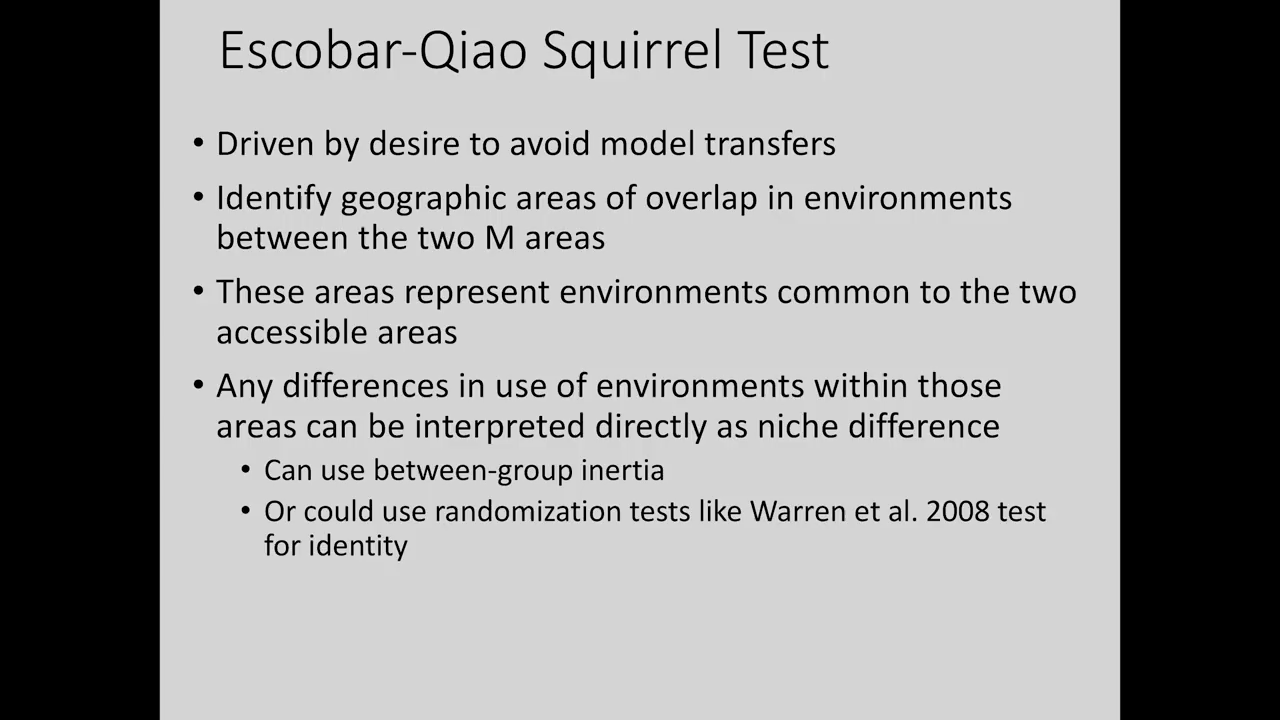 Escobar-Qiao Squirrel Test
• Driven by desire to avoid model transfers
• Identify geographic areas of overlap in environments
between the two M areas
• These areas represent environments common to the two
accessible areas
• Any differences in use of environments within those
areas can be interpreted directly as niche difference
• Can use between-group inertia
• Or could use randomization tests like Warren et al. 2008 test
for identity